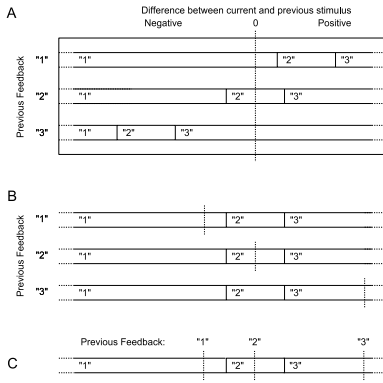 Difference between current and previous stimulus
A
Negative 0 Positive
Previous Feedback
"1" "1" "2" "3"
"2" "1" "2" "3"
"3" "1" "2" "3"
B
Previous Feedback
"1" "1" "2" "3"
"2" "1" "2" "3"
"3" "1" "2" "3"
Previous Feedback: "1" "2" "3"
C "1" "2" "3"